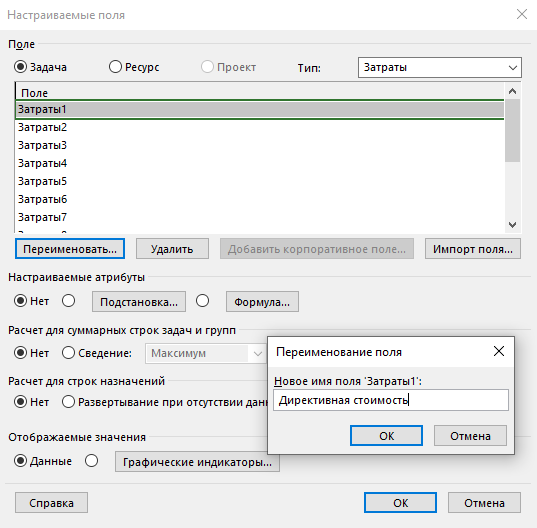 Настраиваемые поля
Поле
Задача Ресурс Проект Тип: Затраты
Поле
Затраты1
Затраты2
Затраты3
Затраты4
Затраты5
Затраты6
Затраты7
Переименовать... Удалить Добавить корпоративное поле... Импорт поля...
Настраиваемые атрибуты
Нет Подстановка... Формула...
Расчет для суммарных строк задач и групп
Нет Сведение: Максимум
Расчет для строк назначений
Нет Развертывание при отсутствии
Отображаемые значения
Данные Графические индикаторы...
Справка ОК Отмена
Переименование поля
Новое имя поля 'Затраты1':
Директивная стоимость
ОК Отмена